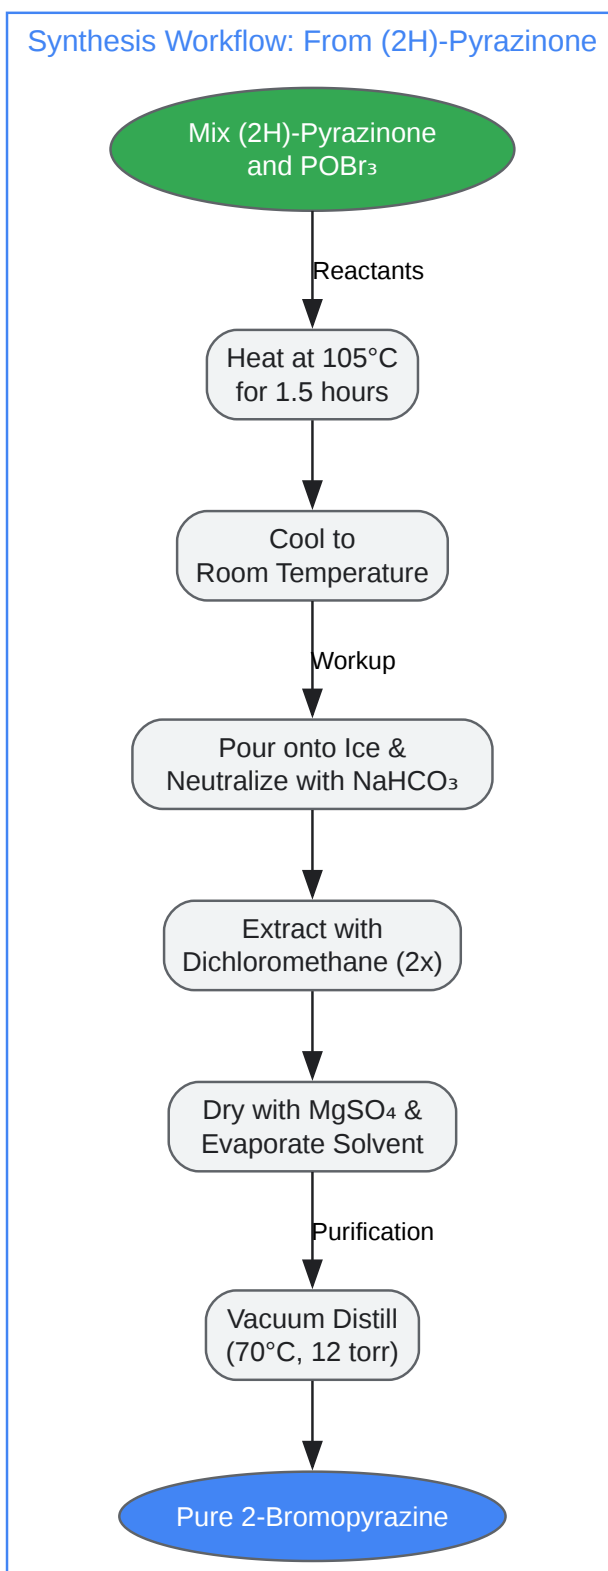 Synthesis Workflow: From (2H)-Pyrazinone
Mix (2H)-Pyrazinone
and POBr₃
Reactants
Heat at 105°C
for 1.5 hours
Cool to
Room Temperature
Workup
Pour onto Ice &
Neutralize with NaHCO₃
Extract with
Dichloromethane (2x)
Dry with MgSO₄ &
Evaporate Solvent
Purification
Vacuum Distill
(70°C, 12 torr)
Pure 2-Bromopyrazine